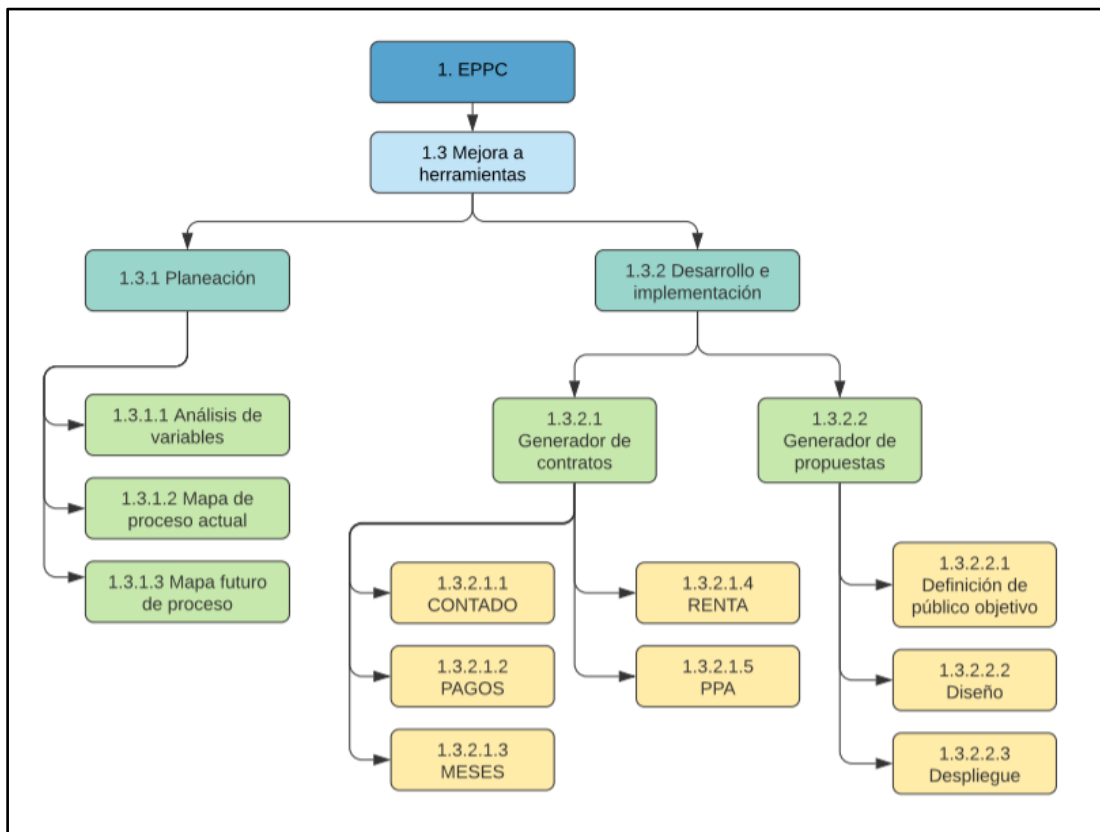 1. EPPC
1.3 Mejora a
herramientas
1.3.1 Planeación
1.3.2 Desarrollo e
implementación
1.3.1.1 Análisis de
variables
1.3.1.2 Mapa de
proceso actual
1.3.1.3 Mapa futuro
de proceso
1.3.2.1
Generador de
contratos
1.3.2.2
Generador de
propuestas
1.3.2.1.1
CONTADO
1.3.2.1.2
PAGOS
1.3.2.1.3
MESES
1.3.2.1.4
RENTA
1.3.2.1.5
PPA
1.3.2.2.1
Definición de
público objetivo
1.3.2.2.2
Diseño
1.3.2.2.3
Despliegue